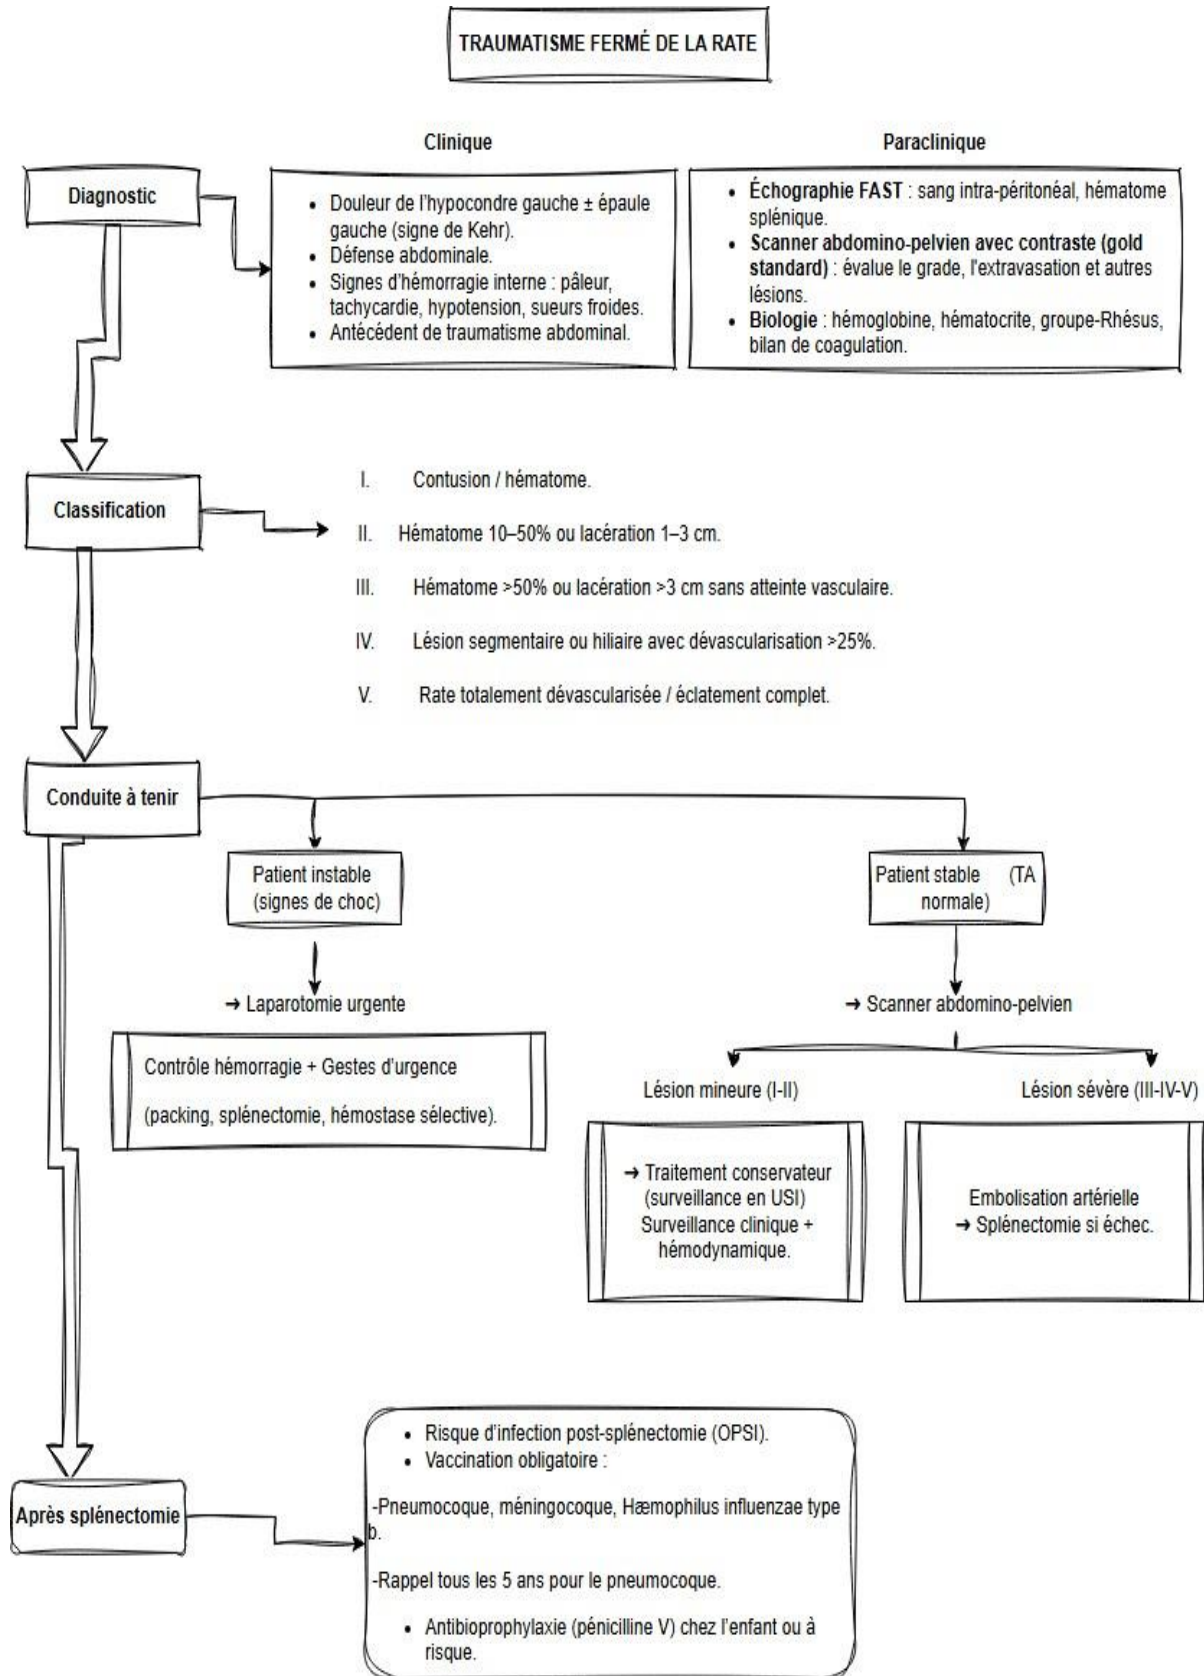 TRAUMATISME FERMÉ DE LA RATE
Clinique
Paraclinique
Diagnostic
• Douleur de l'hypocondre gauche ± épaule
gauche (signe de Kehr).
• Défense abdominale.
• Signes d'hémorragie interne : pâleur,
tachycardie, hypotension, sueurs froides.
• Antécédent de traumatisme abdominal.
• Échographie FAST : sang intra-péritonéal, hématome
splénique.
• Scanner abdomino-pelvien avec contraste (gold
standard) : évalue le grade, l'extravasation et autres
lésions.
• Biologie : hémoglobine, hématocrite, groupe-Rhésus,
bilan de coagulation.
Classification
I. Contusion / hématome.
II. Hématome 10–50% ou lacération 1–3 cm.
III. Hématome >50% ou lacération >3 cm sans atteinte vasculaire.
IV. Lésion segmentaire ou hiliaire avec dévascularisation >25%.
V. Rate totalement dévascularisée / éclatement complet.
Conduite à tenir
Patient instable
(signes de choc)
➜ Laparotomie urgente
Contrôle hémorragie + Gestes d'urgence
(packing, splénectomie, hémostase sélective).
Patient stable (TA
normale)
➜ Scanner abdomino-pelvien
Lésion mineure (I-II)
➜ Traitement conservateur
(surveillance en USI)
Surveillance clinique +
hémodynamique.
Lésion sévère (III-IV-V)
Embolisation artérielle
➜ Splénectomie si échec.
Après splénectomie
• Risque d'infection post-splénectomie (OPSI).
• Vaccination obligatoire :
-Pneumocoque, méningocoque, Hæmophilus influenzae type
b.
-Rappel tous les 5 ans pour le pneumocoque.
• Antibioprophylaxie (pénicilline V) chez l'enfant ou à
risque.